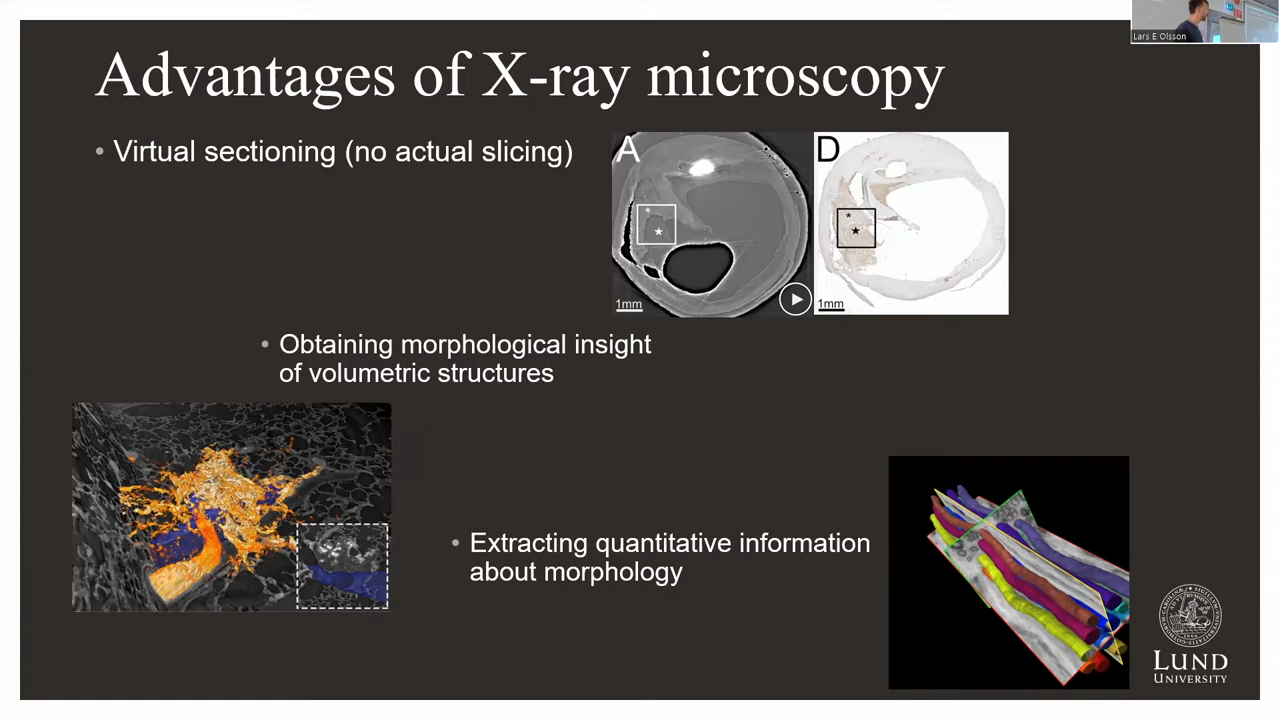 Lars E Olsson
Advantages of X-ray microscopy
• Virtual sectioning (no actual slicing)
A
D
1mm
1mm
• Obtaining morphological insight
of volumetric structures
• Extracting quantitative information
about morphology
LUND
UNIVERSITY